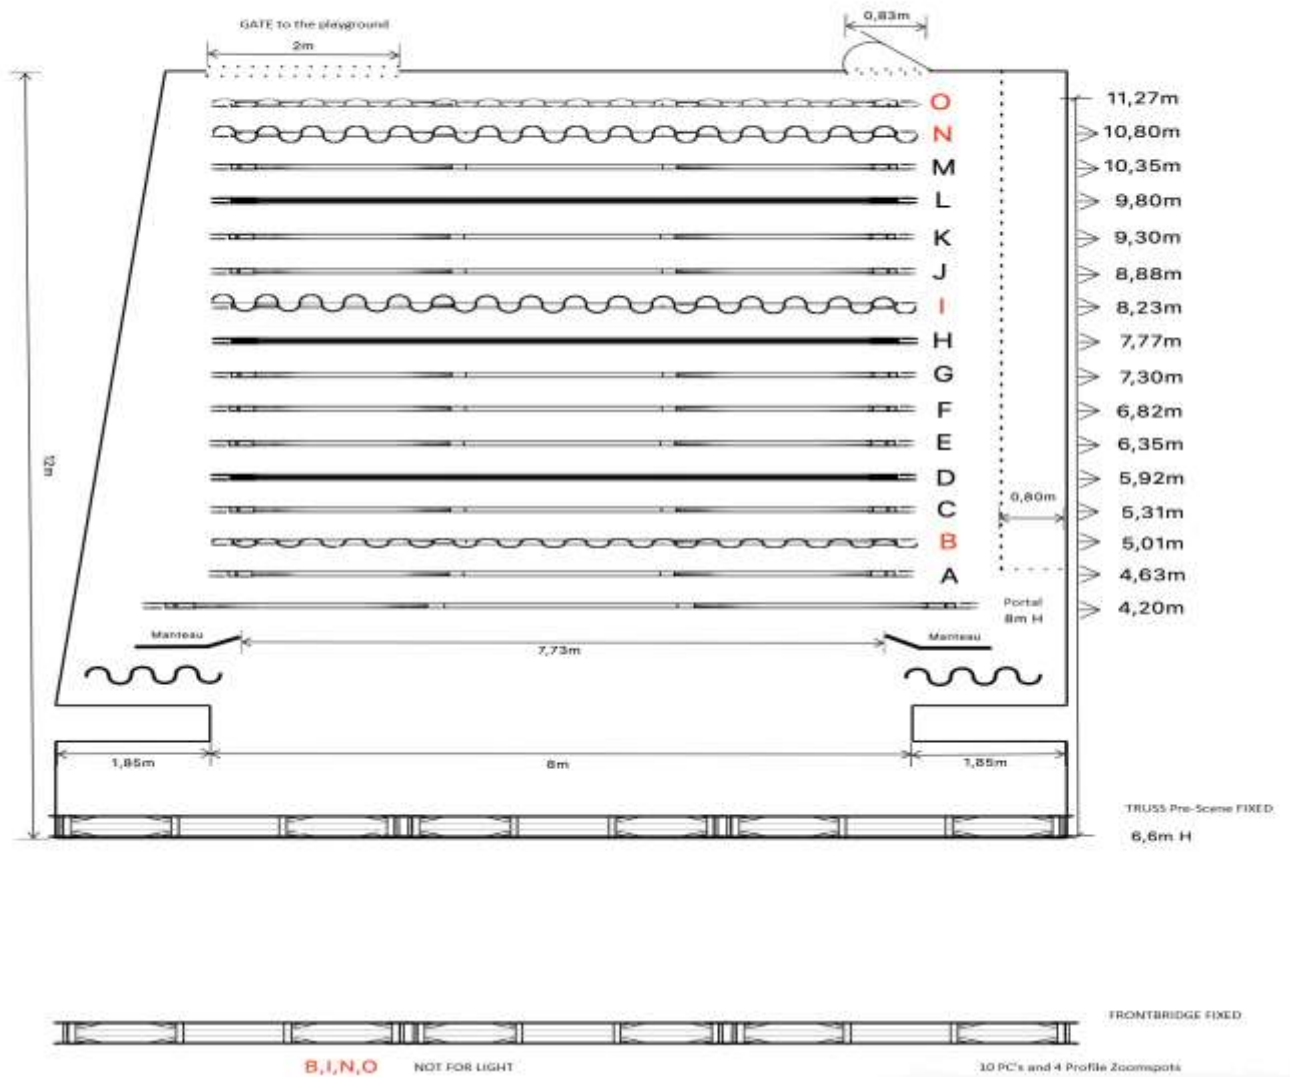 GATE to the playground
2m
0,83m
O 11,27m
N 10,80m
M 10,35m
L 9,80m
K 9,30m
J 8,88m
I 8,23m
H 7,77m
G 7,30m
F 6,82m
E 6,35m
12m
D 5,92m
0,80m
C 5,31m
B 5,01m
A 4,63m
Portal
8m H
4,20m
Manteau
Manteau
7,73m
1,85m
8m
1,85m
TRUSS Pre-Scene FIXED
6,6m H
FRONTBRIDGE FIXED
B,I,N,O NOT FOR LIGHT
10 PC's and 4 Profile Zoomspots